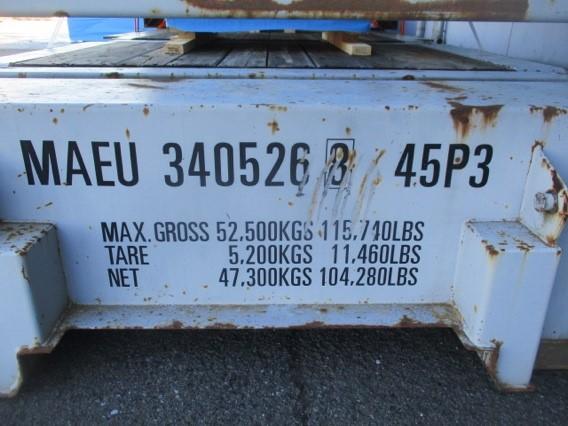 MAEU 340526 8 45P3
MAX.GROSS 52,500KGS 115,740LBS
TARE 5,200KGS 11,460LBS
NET 47,300KGS 104,280LBS